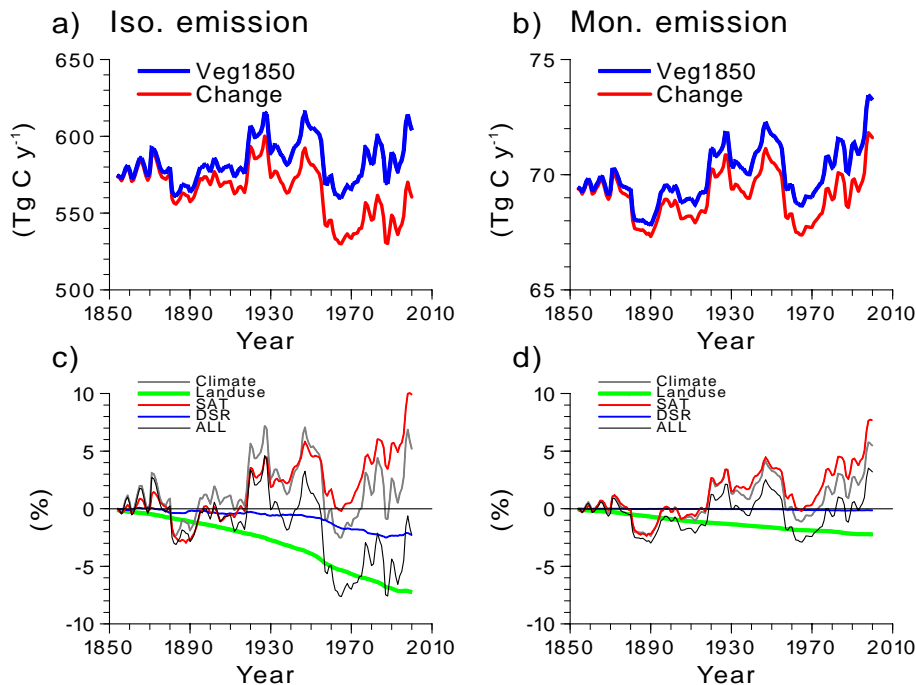 a) Iso. emission
650
600
550
500
(Tg C y-1)
Veg1850
Change
1850 1890 1930 1970 2010
Year
b) Mon. emission
75
70
65
(Tg C y-1)
Veg1850
Change
1850 1890 1930 1970 2010
Year
c)
10
5
0
-5
-10
(%)
Climate
Landuse
SAT
DSR
ALL
1850 1890 1930 1970 2010
Year
d)
10
5
0
-5
-10
(%)
Climate
Landuse
SAT
DSR
ALL
1850 1890 1930 1970 2010
Year